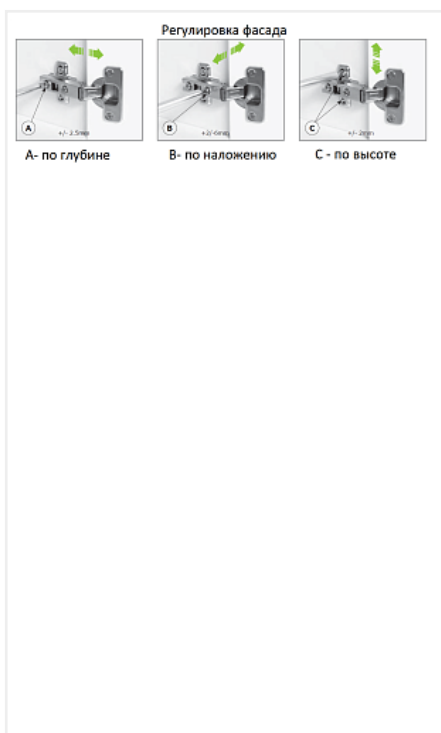 Регулировка фасада
A
+/- 2.5mm
B
+2/-6mm
C
+/- 2mm
А- по глубине
В- по наложению
С - по высоте